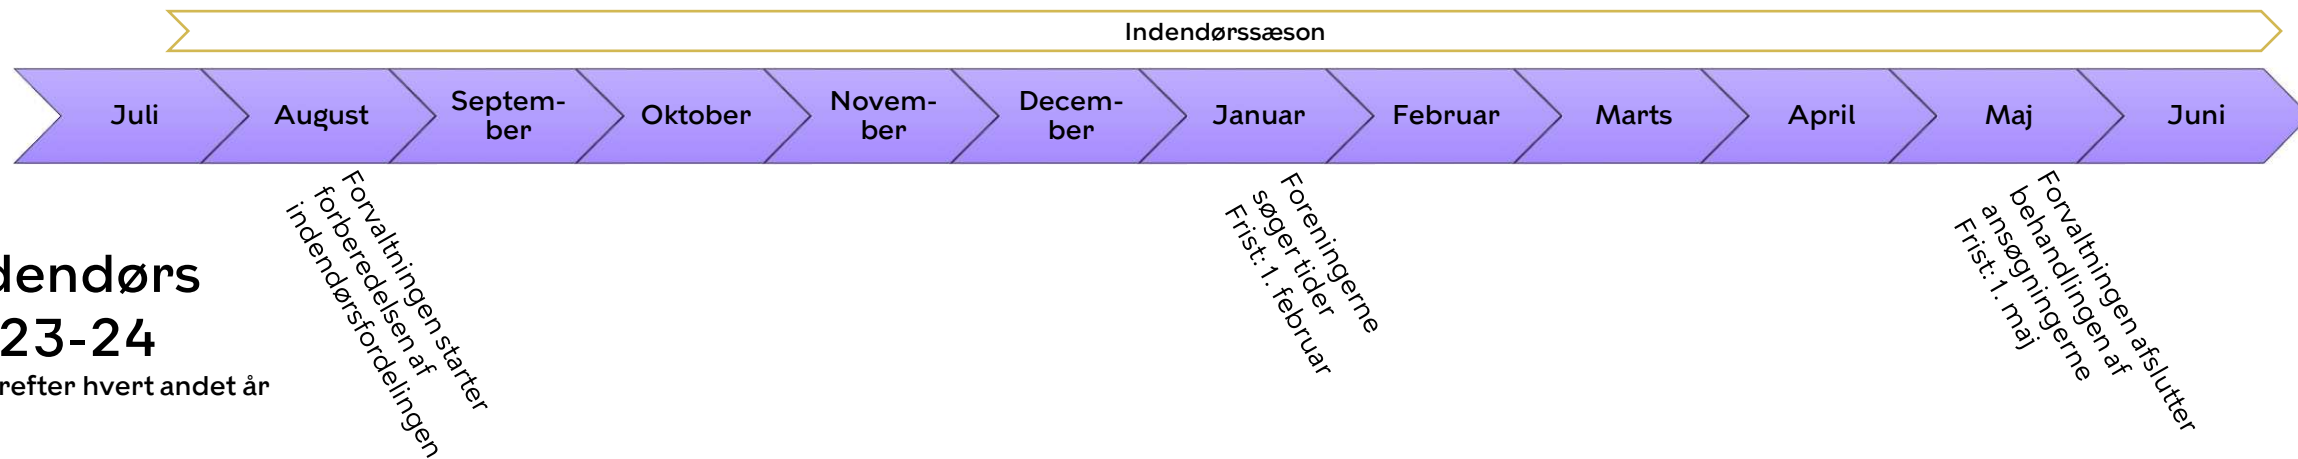 Indendørssæson
Juli
August
Septem-
ber
Oktober
Novem-
ber
Decem-
ber
Januar
Februar
Marts
April
Maj
Juni
Forvaltningen starter
forberedelsen af
indendørsfordelingen
Foreningerne
søger tider
Frist: 1. februar
Forvaltningen afslutter
behandlingen af
ansøgningerne
Frist: 1. maj
dendørs
23-24
refter hvert andet år